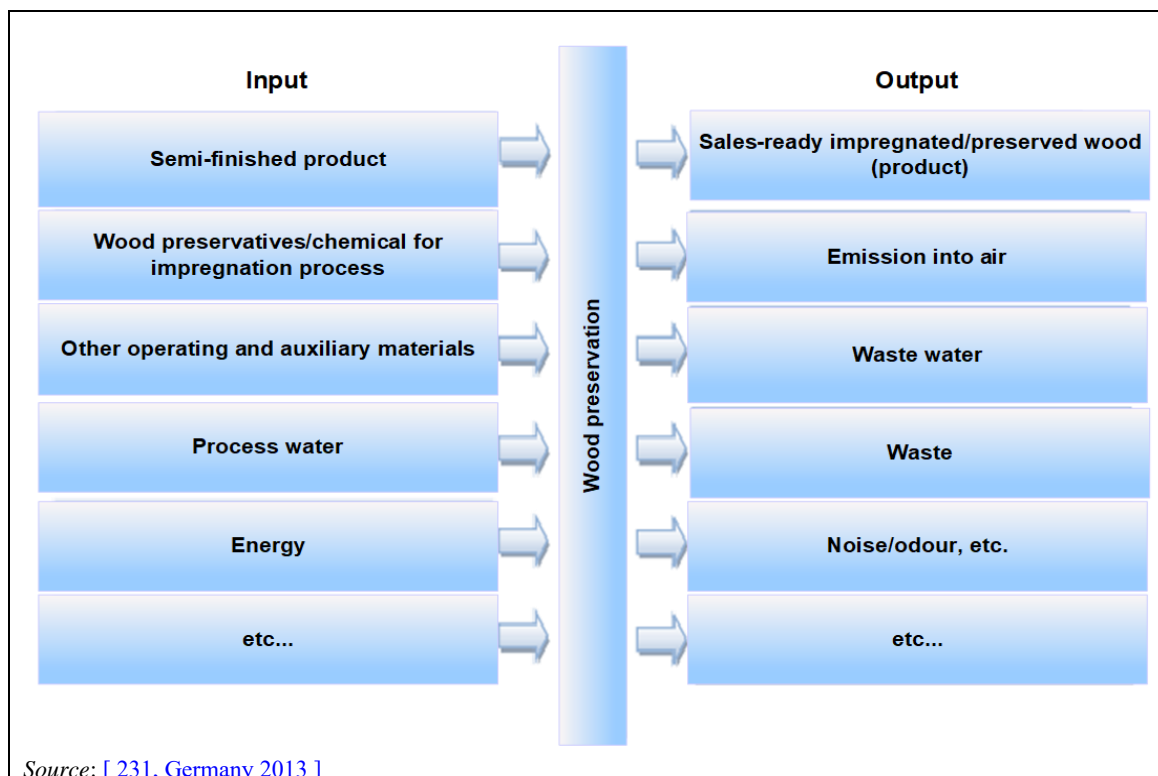 Input
Output
Semi-finished product
Sales-ready impregnated/preserved wood
(product)
Wood preservatives/chemical for
impregnation process
Emission into air
Other operating and auxiliary materials
Waste water
Process water
Waste
Energy
Noise/odour, etc.
etc...
etc...
Wood preservation
Source: [ 231, Germany 2013 ]